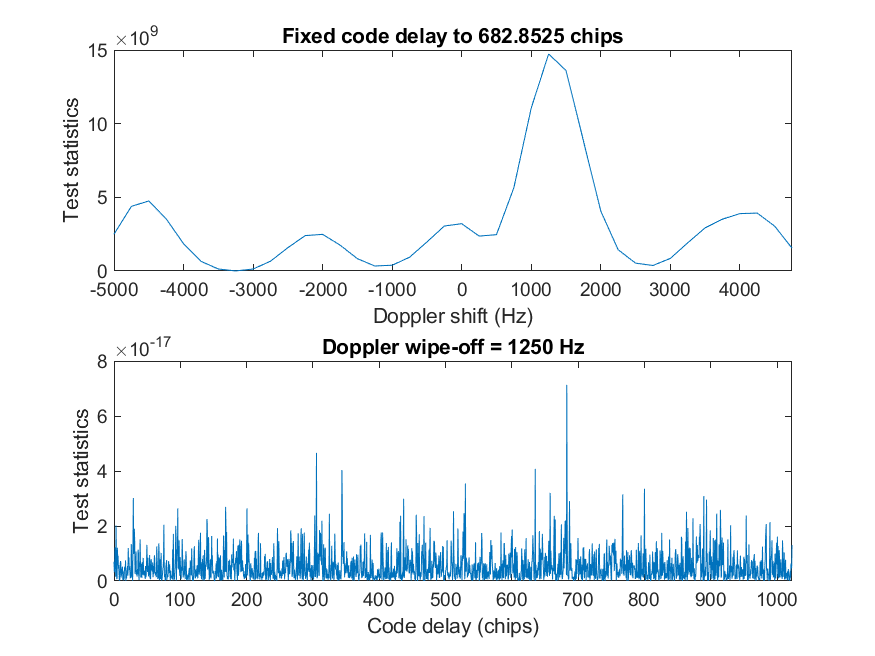 ×10^9
Fixed code delay to 682.8525 chips
15
10
5
0
Test statistics
-5000 -4000 -3000 -2000 -1000 0 1000 2000 3000 4000
Doppler shift (Hz)
×10^-17
Doppler wipe-off = 1250 Hz
8
6
4
2
0
Test statistics
0 100 200 300 400 500 600 700 800 900 1000
Code delay (chips)